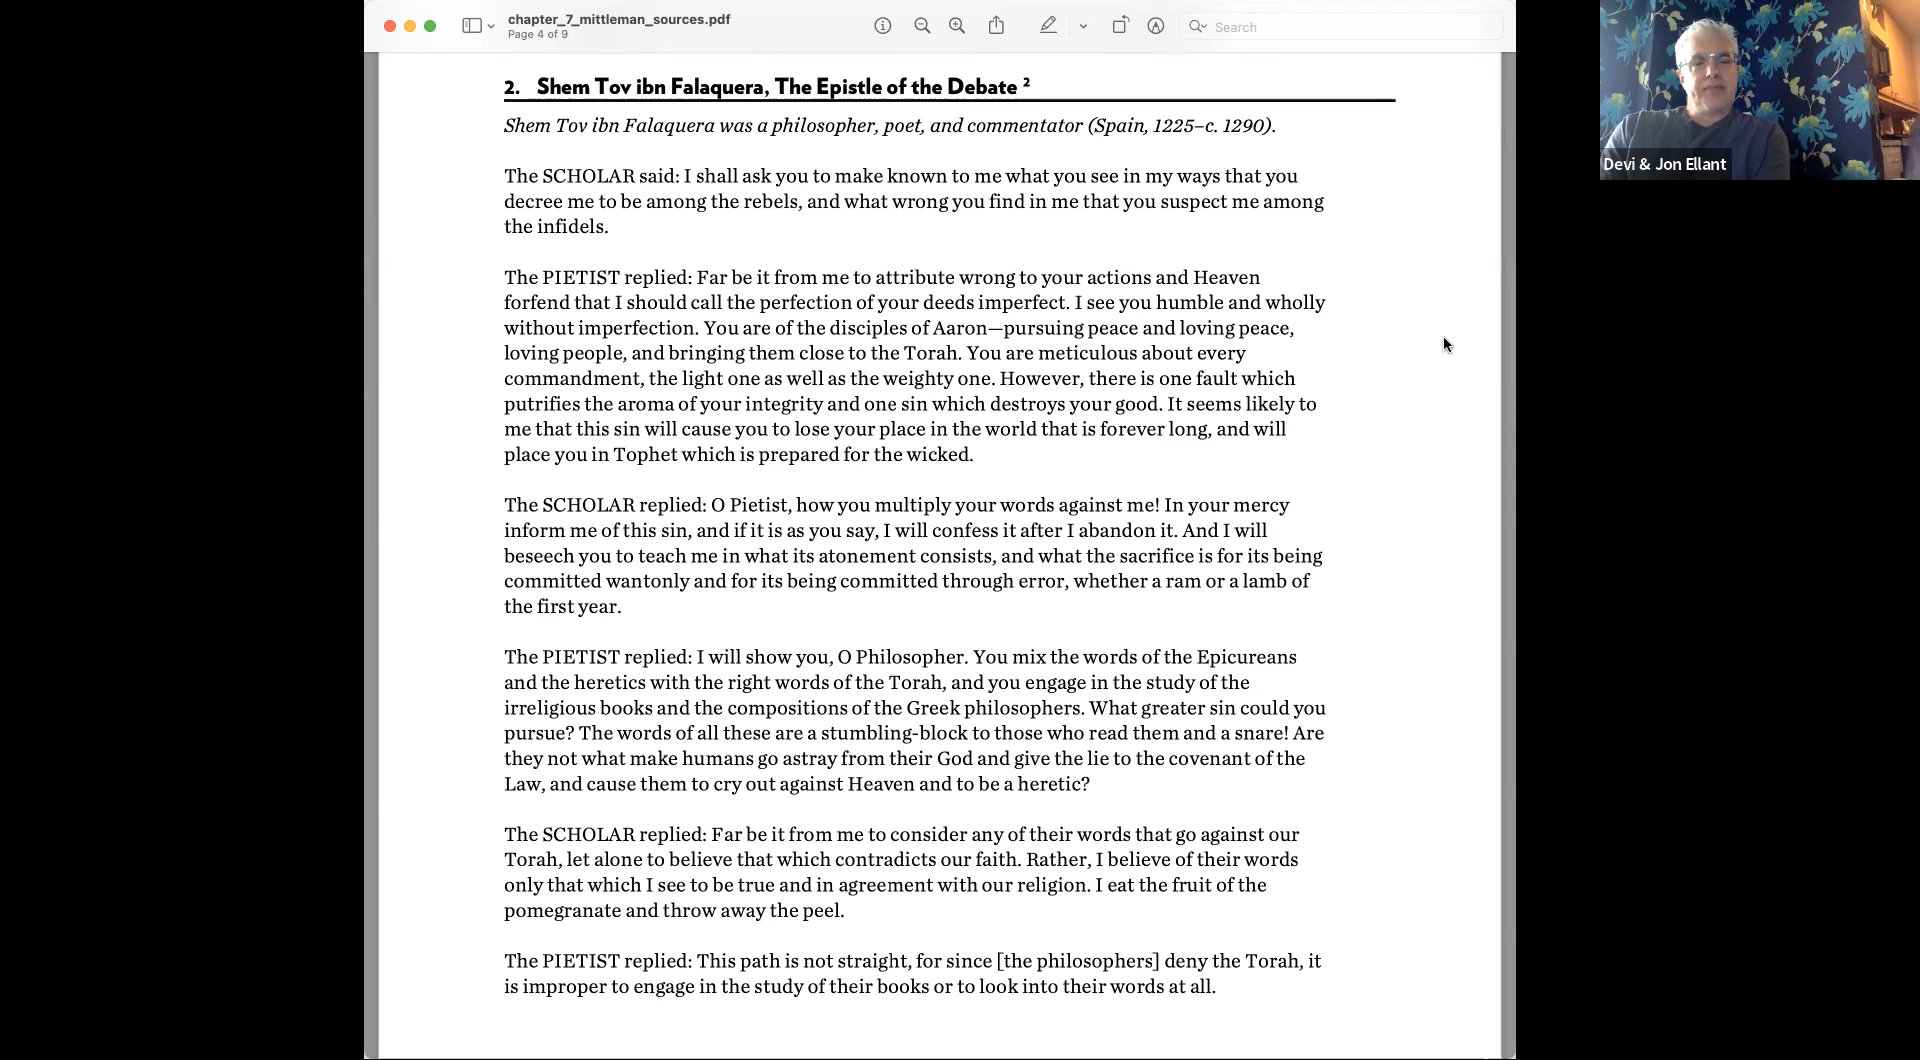 chapter_7_mittleman_sources.pdf
Page 4 of 9
Search
Devi & Jon Ellant
2. Shem Tov ibn Falaquera, The Epistle of the Debate ²
Shem Tov ibn Falaquera was a philosopher, poet, and commentator (Spain, 1225–c. 1290).
The SCHOLAR said: I shall ask you to make known to me what you see in my ways that you
decree me to be among the rebels, and what wrong you find in me that you suspect me among
the infidels.
The PIETIST replied: Far be it from me to attribute wrong to your actions and Heaven
forfend that I should call the perfection of your deeds imperfect. I see you humble and wholly
without imperfection. You are of the disciples of Aaron—pursuing peace and loving peace,
loving people, and bringing them close to the Torah. You are meticulous about every
commandment, the light one as well as the weighty one. However, there is one fault which
putrifies the aroma of your integrity and one sin which destroys your good. It seems likely to
me that this sin will cause you to lose your place in the world that is forever long, and will
place you in Tophet which is prepared for the wicked.
The SCHOLAR replied: O Pietist, how you multiply your words against me! In your mercy
inform me of this sin, and if it is as you say, I will confess it after I abandon it. And I will
beseech you to teach me in what its atonement consists, and what the sacrifice is for its being
committed wantonly and for its being committed through error, whether a ram or a lamb of
the first year.
The PIETIST replied: I will show you, O Philosopher. You mix the words of the Epicureans
and the heretics with the right words of the Torah, and you engage in the study of the
irreligious books and the compositions of the Greek philosophers. What greater sin could you
pursue? The words of all these are a stumbling-block to those who read them and a snare! Are
they not what make humans go astray from their God and give the lie to the covenant of the
Law, and cause them to cry out against Heaven and to be a heretic?
The SCHOLAR replied: Far be it from me to consider any of their words that go against our
Torah, let alone to believe that which contradicts our faith. Rather, I believe of their words
only that which I see to be true and in agreement with our religion. I eat the fruit of the
pomegranate and throw away the peel.
The PIETIST replied: This path is not straight, for since [the philosophers] deny the Torah, it
is improper to engage in the study of their books or to look into their words at all.